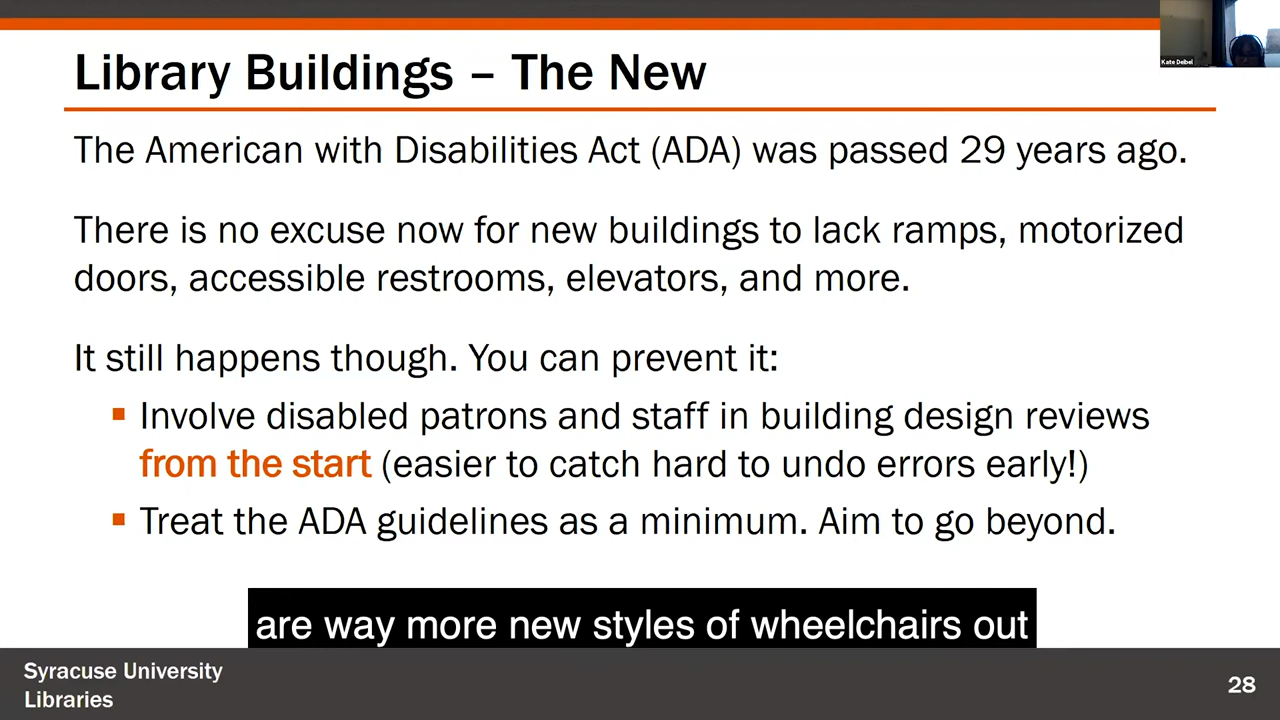 Kate Deibel
Library Buildings – The New
The American with Disabilities Act (ADA) was passed 29 years ago.
There is no excuse now for new buildings to lack ramps, motorized
doors, accessible restrooms, elevators, and more.
It still happens though. You can prevent it:
▪ Involve disabled patrons and staff in building design reviews
from the start (easier to catch hard to undo errors early!)
▪ Treat the ADA guidelines as a minimum. Aim to go beyond.
are way more new styles of wheelchairs out
Syracuse University
Libraries
28